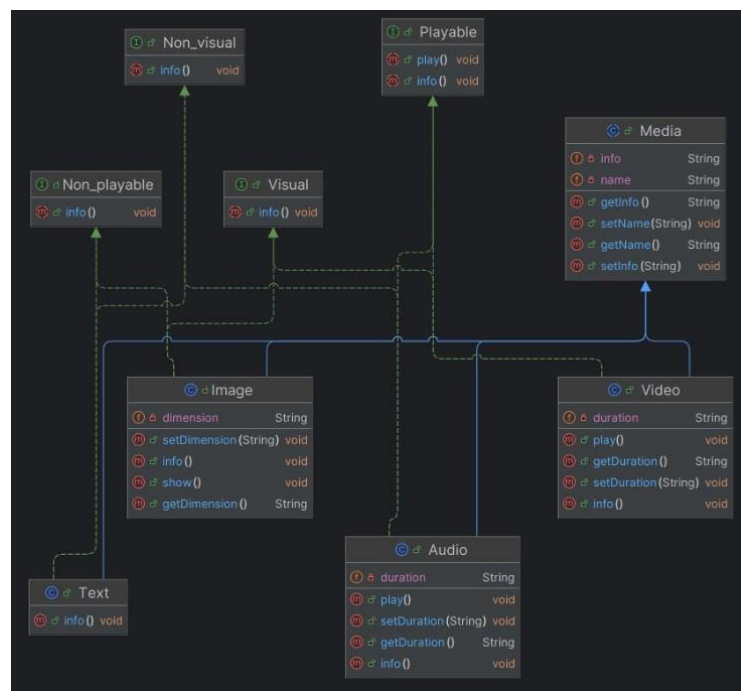 Non_visual
info() void
Playable
play() void
info() void
Media
info String
name String
getInfo() String
setName(String) void
getName() String
setInfo(String) void
Non_playable
info() void
Visual
info() void
Image
dimension String
setDimension(String) void
info() void
show() void
getDimension() String
Video
duration String
play() void
getDuration() String
setDuration(String) void
info() void
Audio
duration String
play() void
setDuration(String) void
getDuration() String
info() void
Text
info() void